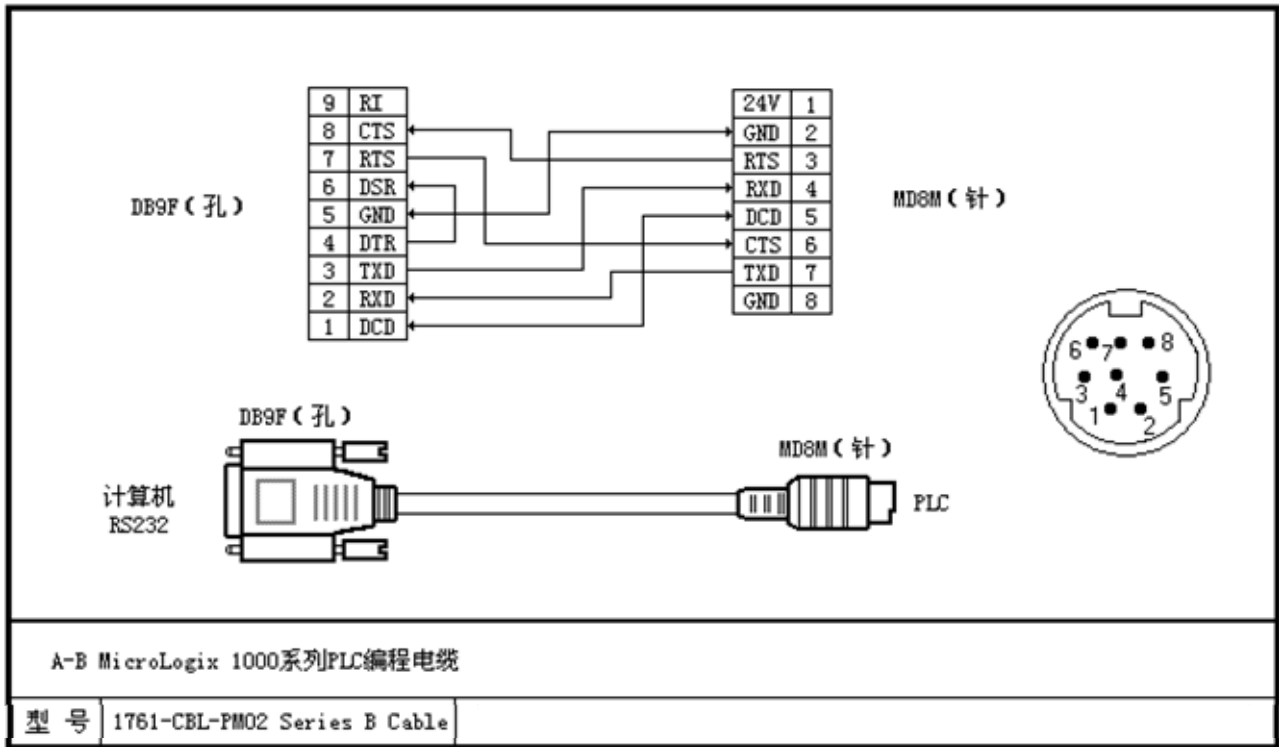 9 RI
8 CTS
7 RTS
6 DSR
5 GND
4 DTR
3 TXD
2 RXD
1 DCD
DB9F(孔)
24V 1
GND 2
RTS 3
RXD 4
DCD 5
CTS 6
TXD 7
GND 8
MD8M(针)
6 7 8
3 4 5
1 2
DB9F(孔)
MD8M(针)
计算机
RS232
PLC
A-B MicroLogix 1000系列PLC编程电缆
型 号 1761-CBL-PM02 Series B Cable